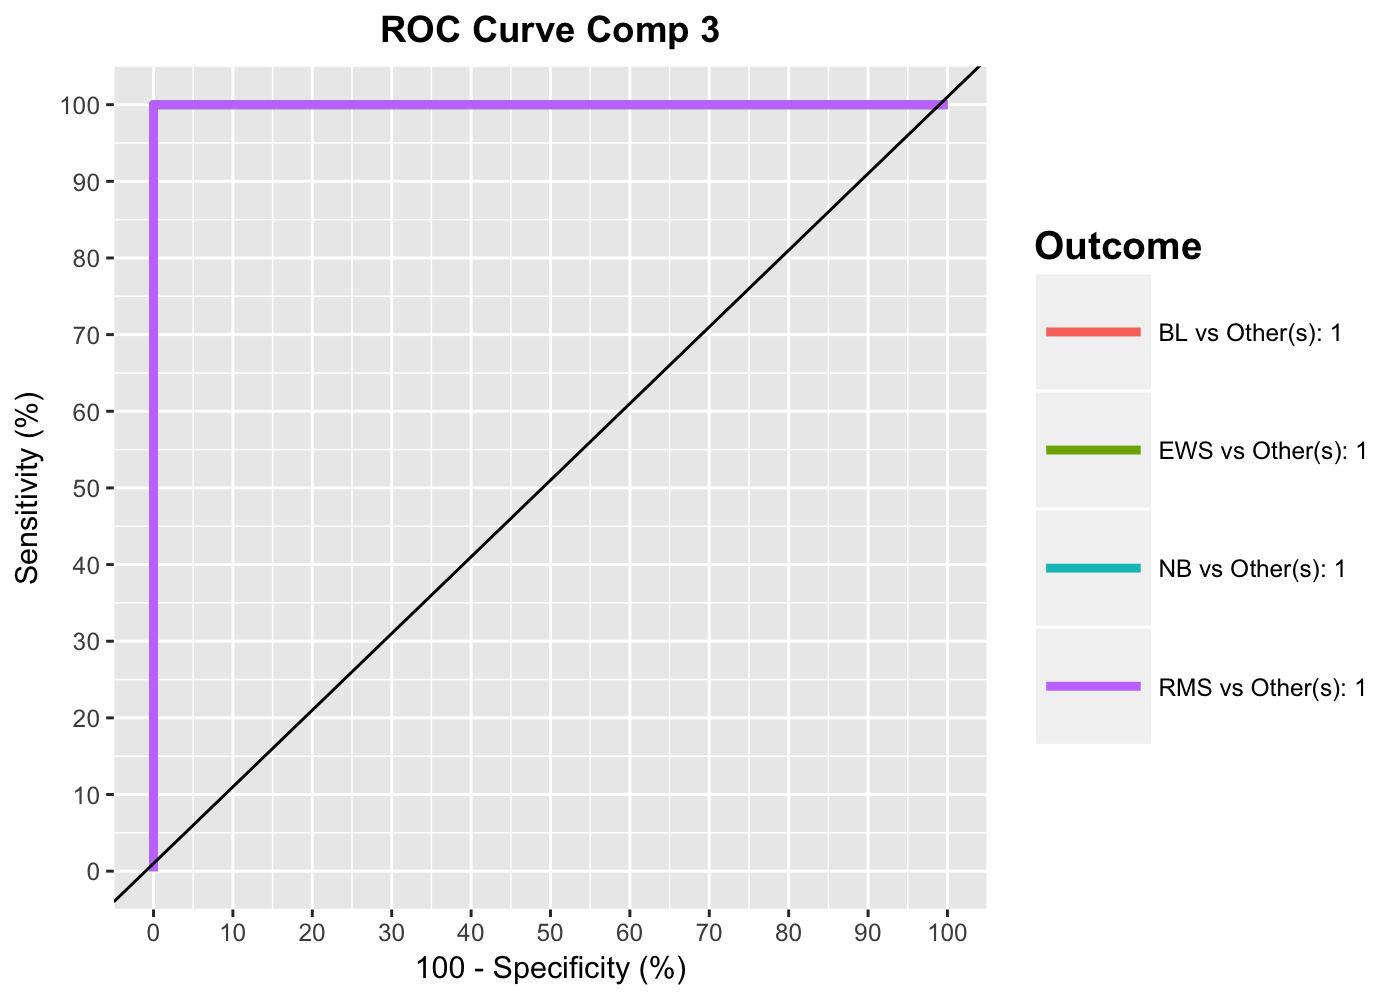 ROC Curve Comp 3
100
90
80
70
60
50
40
30
20
10
0
Sensitivity (%)
0 10 20 30 40 50 60 70 80 90 100
100 - Specificity (%)
Outcome
BL vs Other(s): 1
EWS vs Other(s): 1
NB vs Other(s): 1
RMS vs Other(s): 1